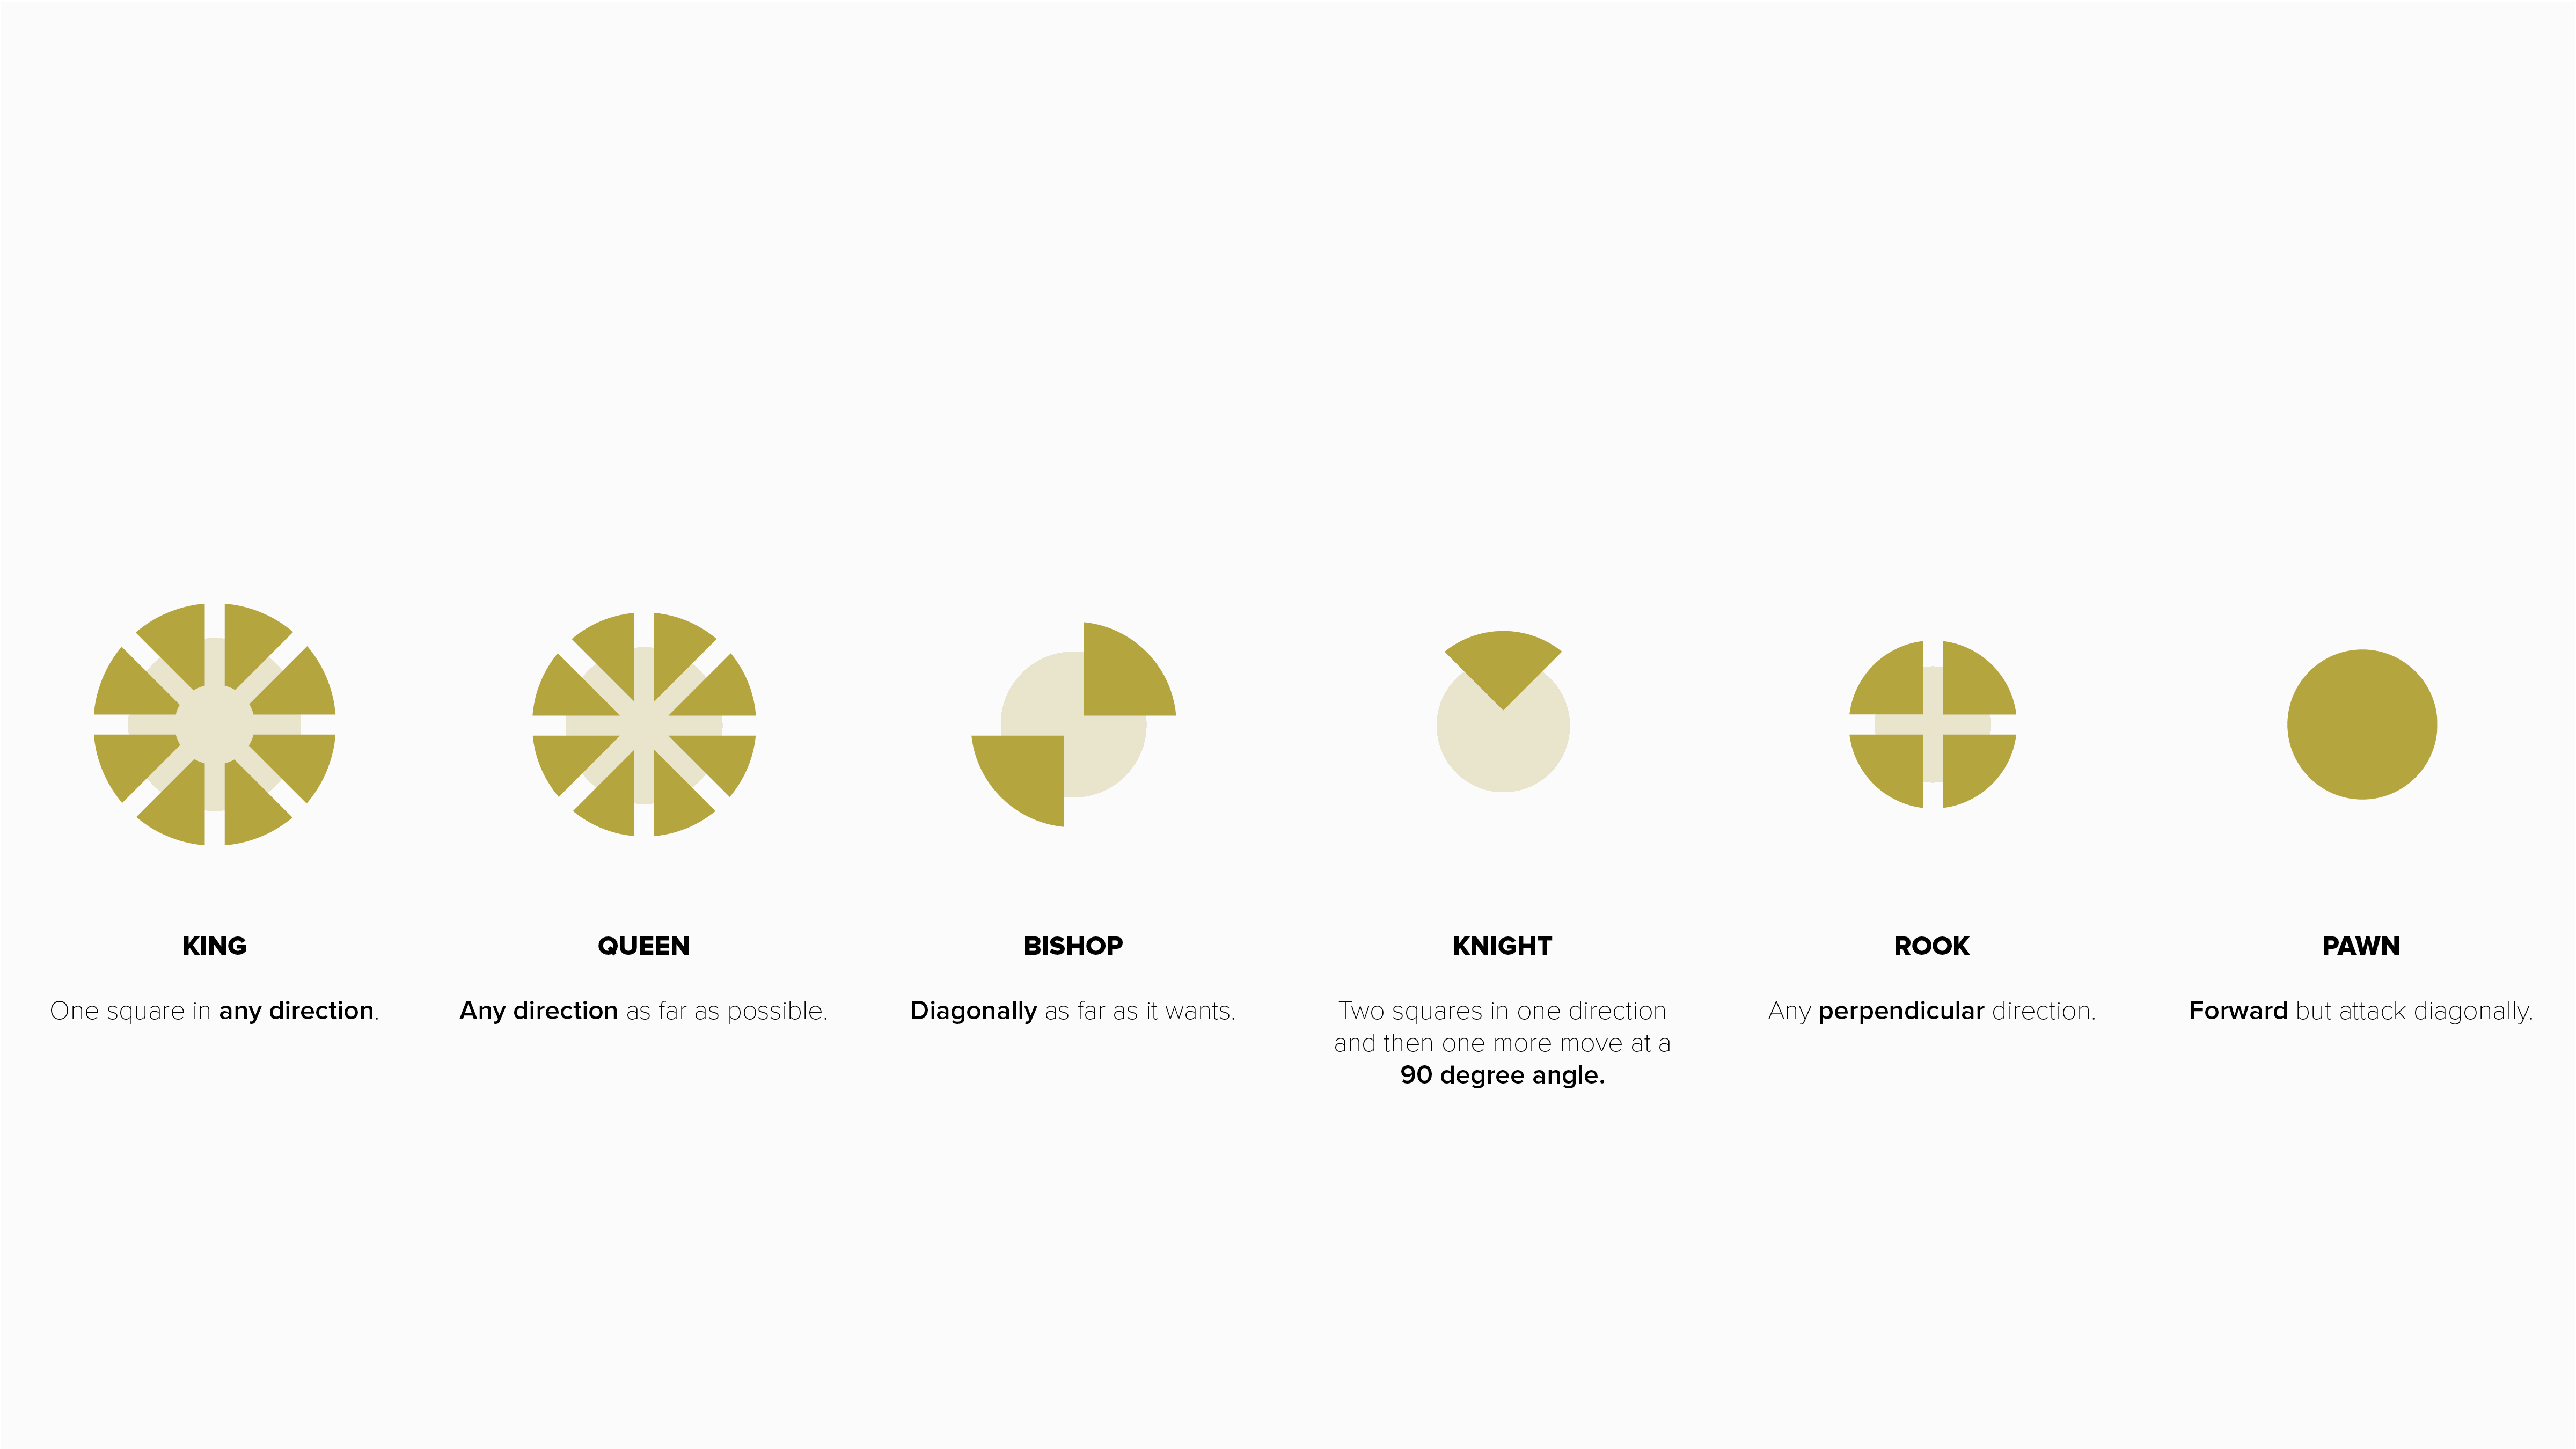 KING
One square in any direction.
QUEEN
Any direction as far as possible.
BISHOP
Diagonally as far as it wants.
KNIGHT
Two squares in one direction
and then one more move at a
90 degree angle.
ROOK
Any perpendicular direction.
PAWN
Forward but attack diagonally.